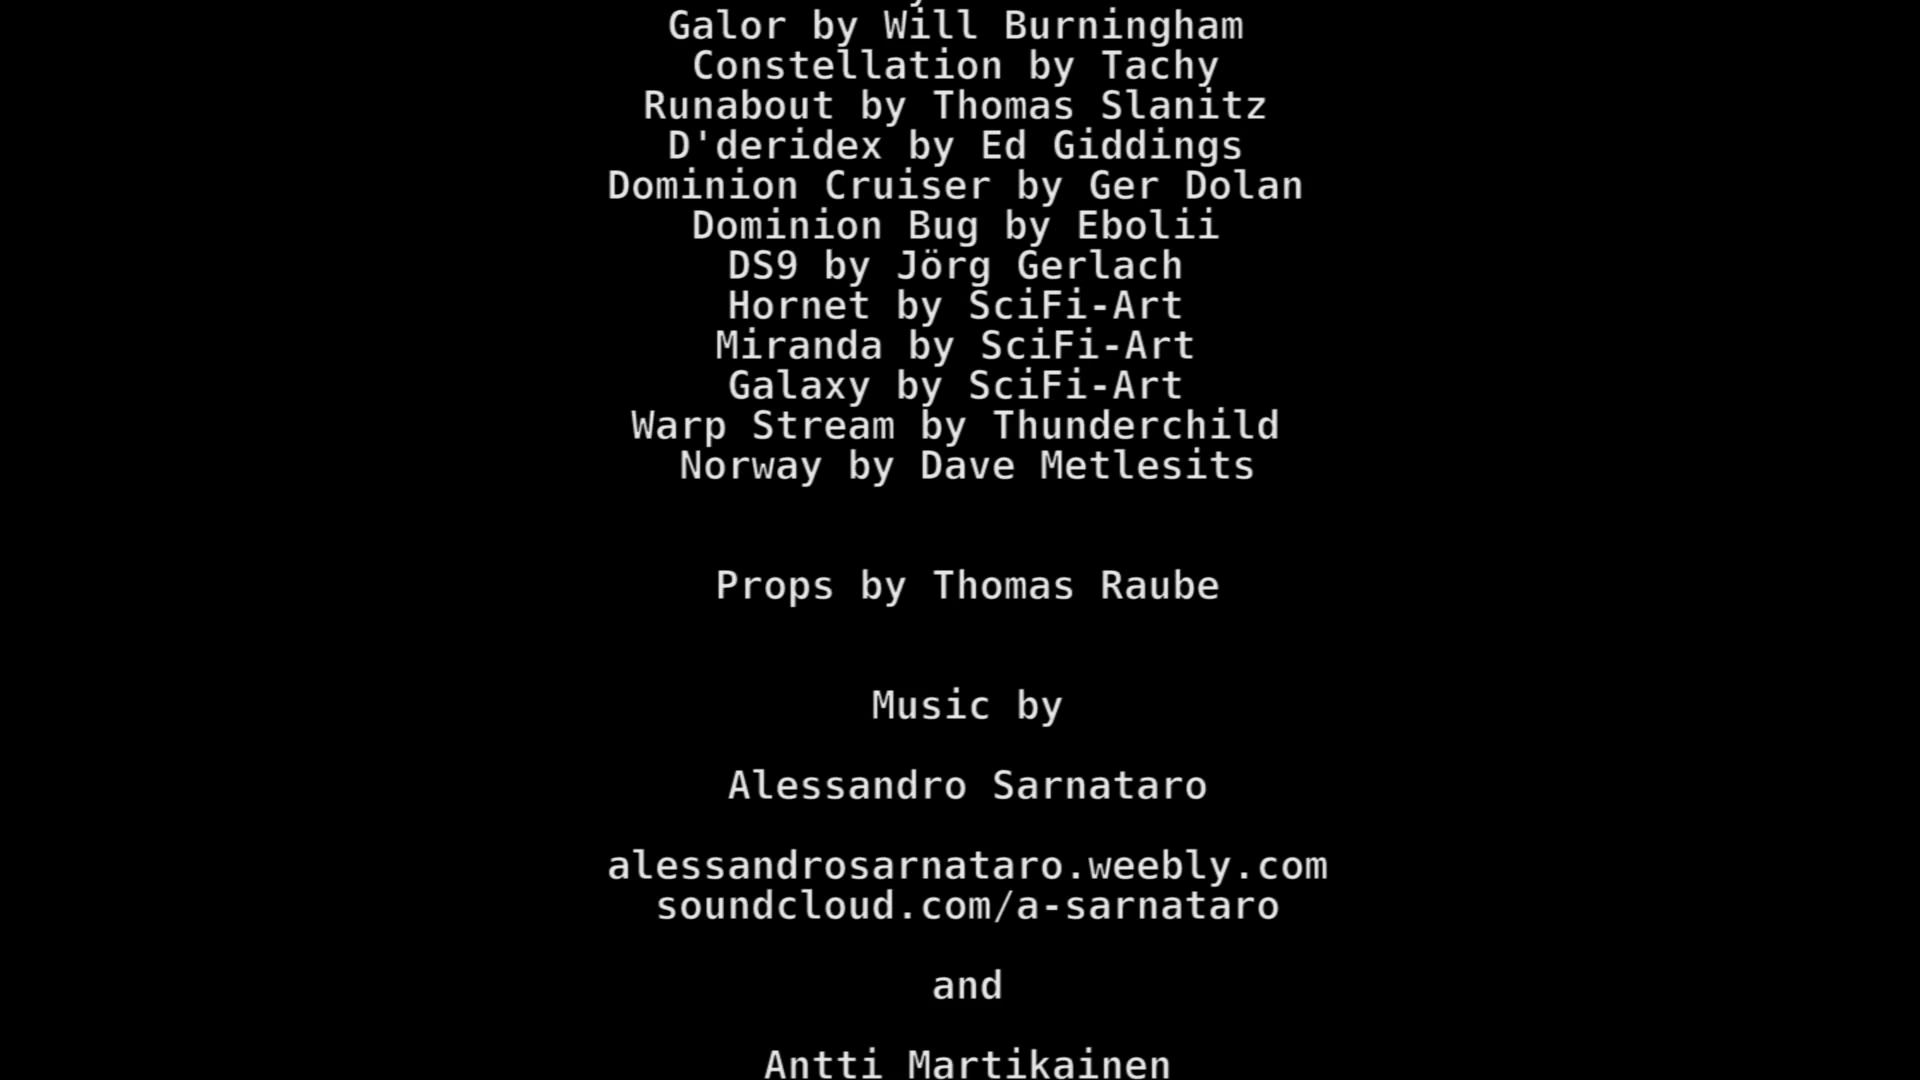 Galor by Will Burningham
Constellation by Tachy
Runabout by Thomas Slanitz
D'deridex by Ed Giddings
Dominion Cruiser by Ger Dolan
Dominion Bug by Ebolii
DS9 by Jörg Gerlach
Hornet by SciFi-Art
Miranda by SciFi-Art
Galaxy by SciFi-Art
Warp Stream by Thunderchild
Norway by Dave Metlesits
Props by Thomas Raube
Music by
Alessandro Sarnataro
alessandrosarnataro.weebly.com
soundcloud.com/a-sarnataro
and
Antti Martikainen